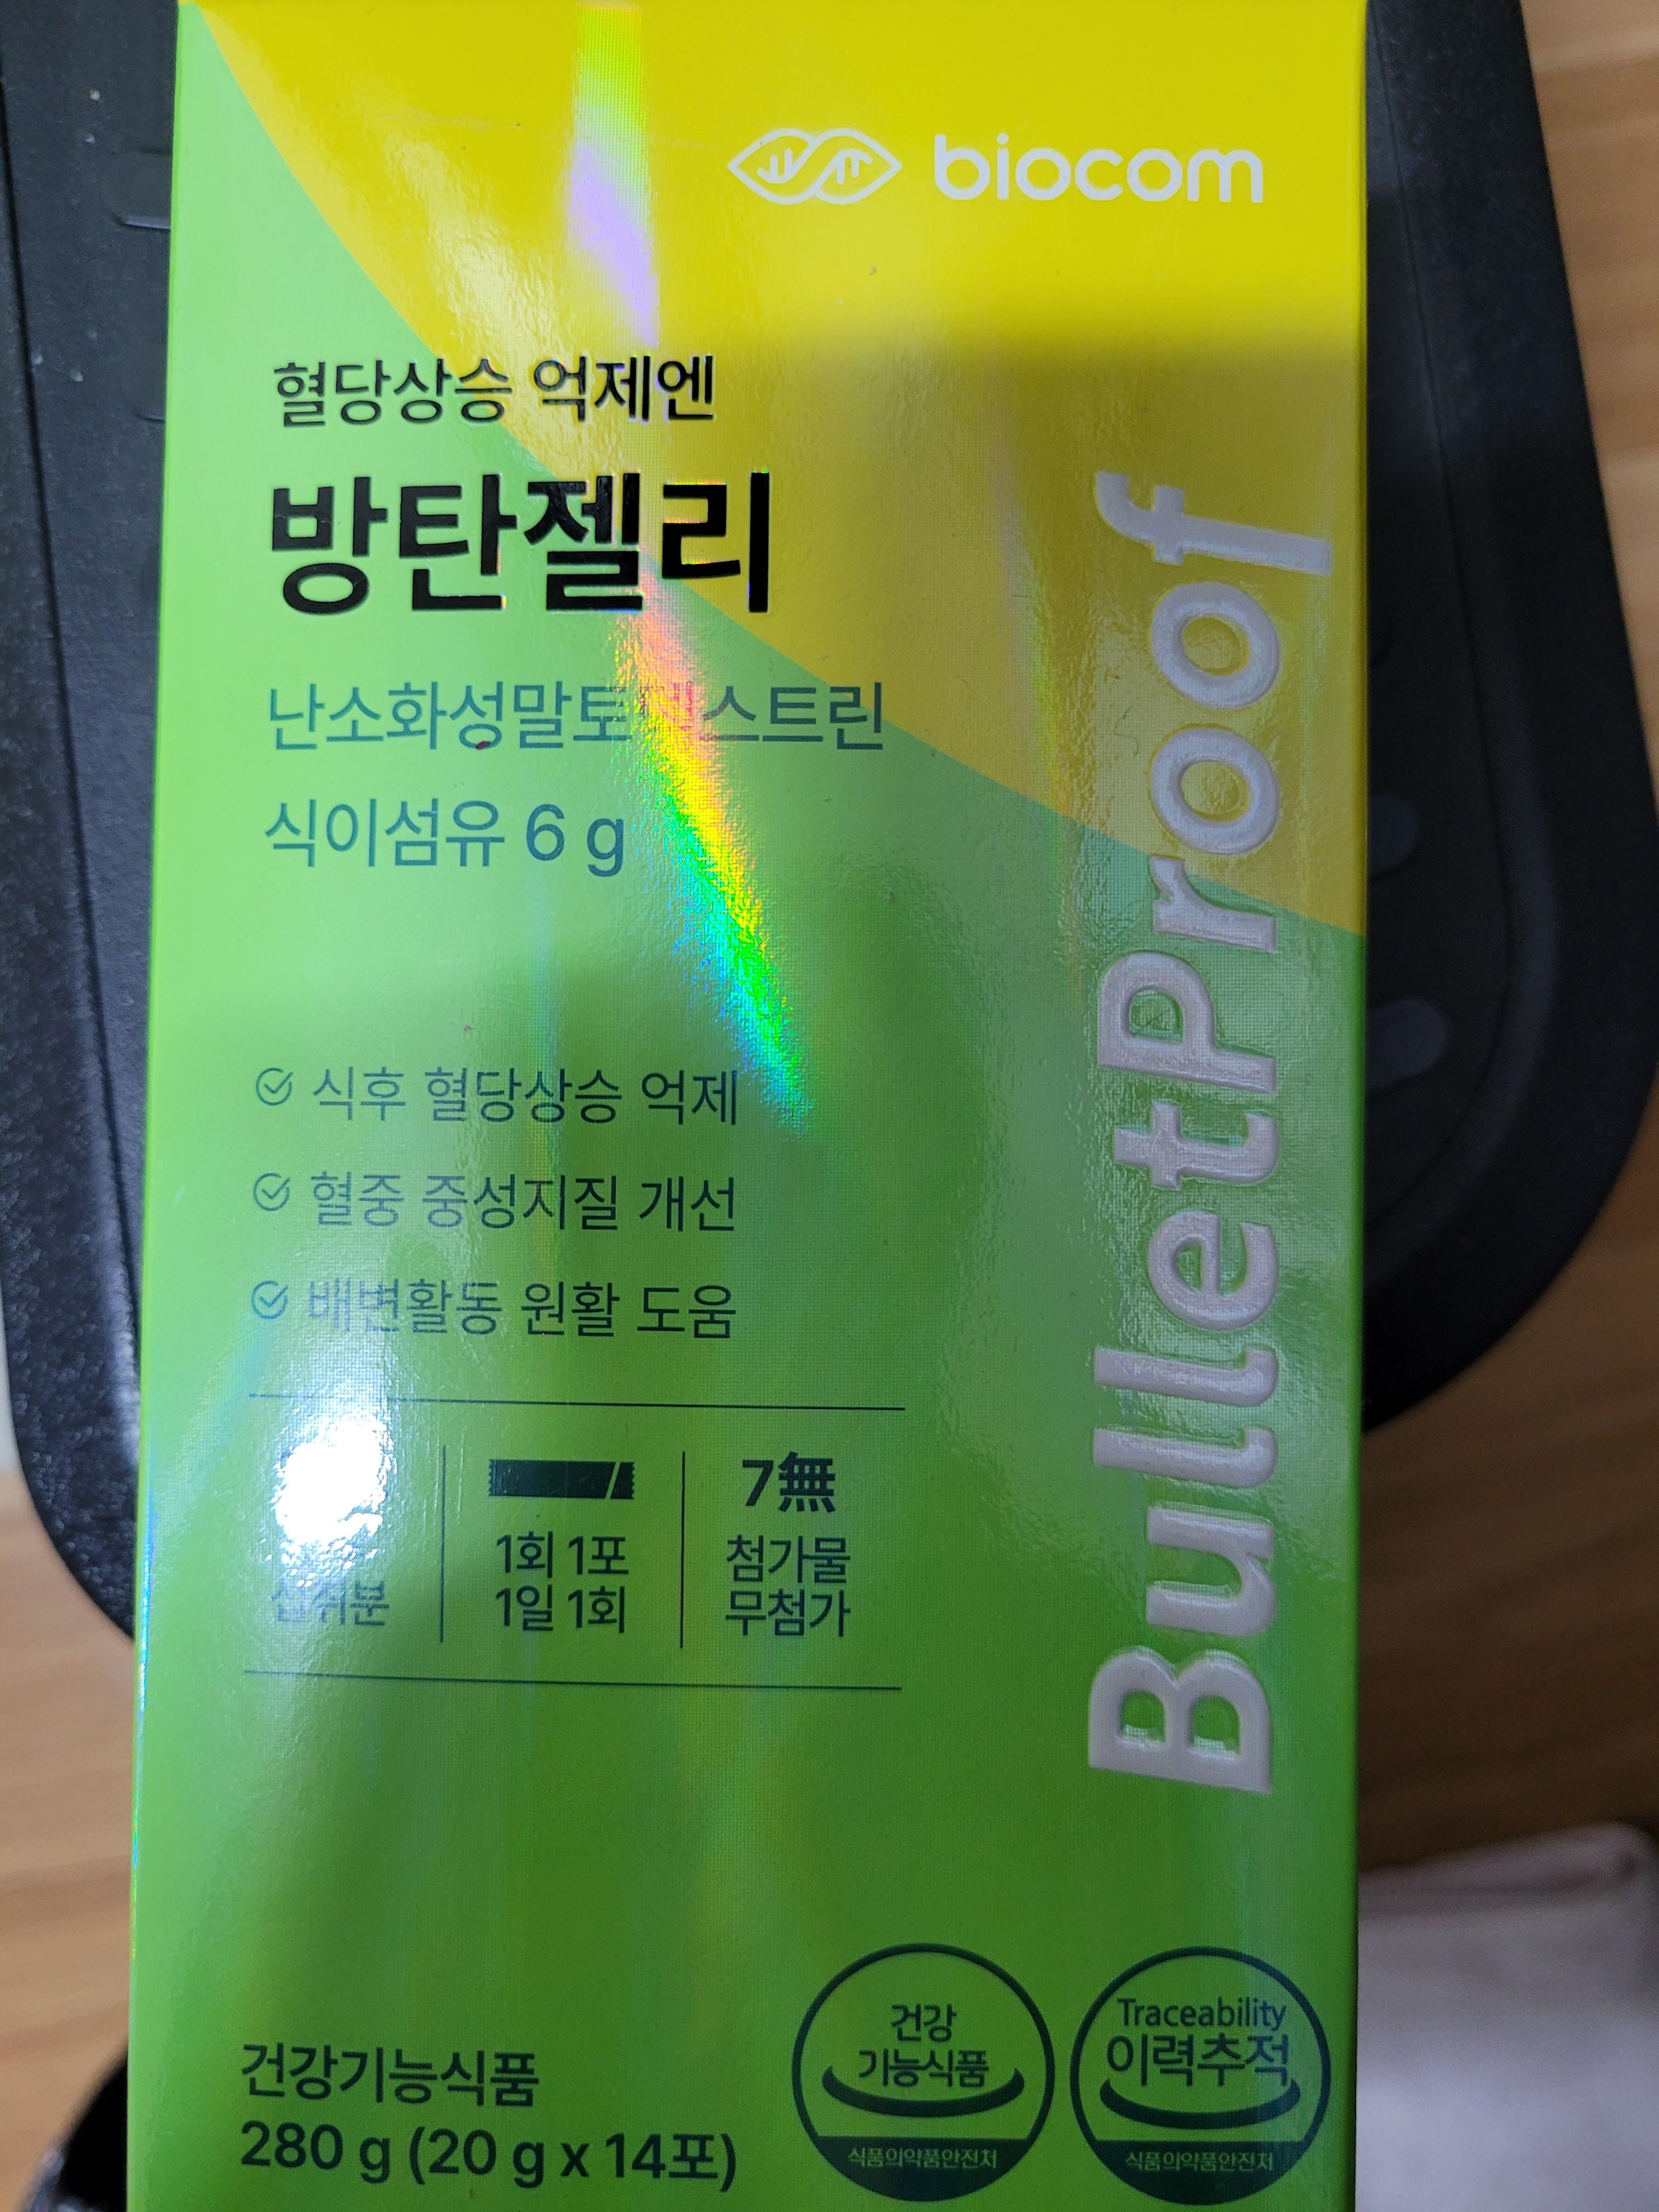 biocom
혈당상승 억제엔
방탄젤리
난소화성말토덱스트린
식이섬유 6 g
식후 혈당상승 억제
혈중 중성지질 개선
배변활동 원활 도움
섭취분
1회 1포
1일 1회
7無
첨가물
무첨가
BulletProof
건강기능식품
280 g (20 g x 14포)
건강
기능식품
식품의약품안전처
Traceability
이력추적
식품의약품안전처